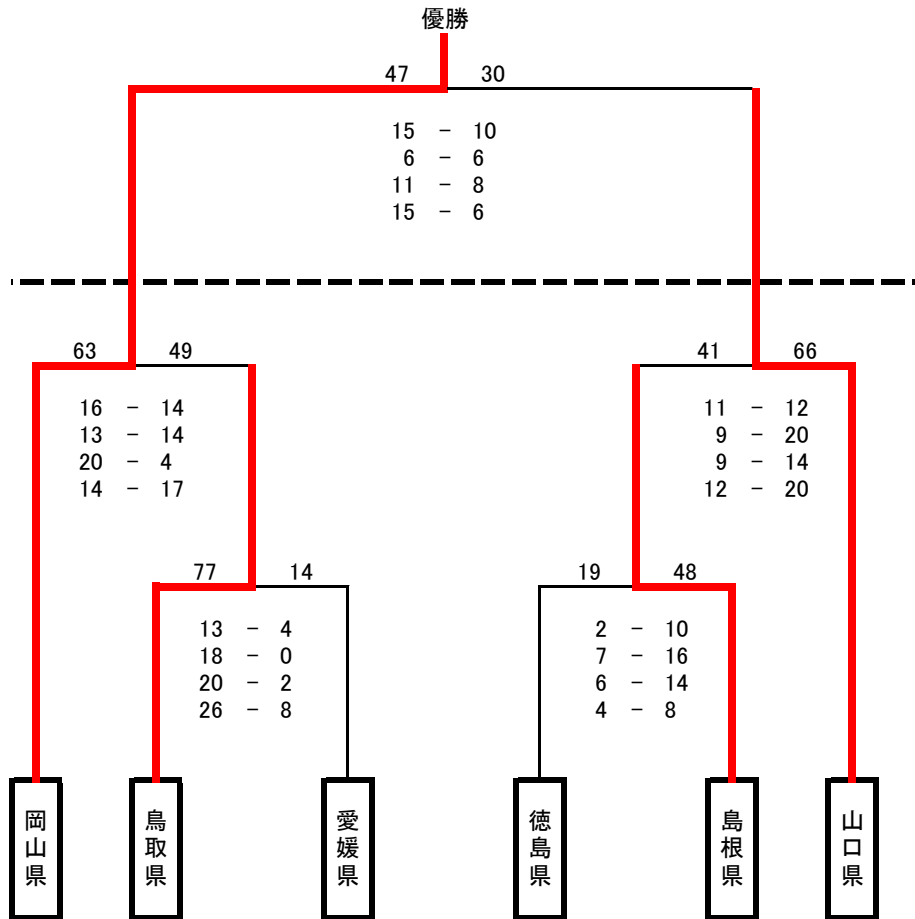 優勝
47 30
15 － 10
6 － 6
11 － 8
15 － 6
63 49
16 － 14
13 － 14
20 － 4
14 － 17
41 66
11 － 12
9 － 20
9 － 14
12 － 20
77 14
13 － 4
18 － 0
20 － 2
26 － 8
19 48
2 － 10
7 － 16
6 － 14
4 － 8
岡山県
鳥取県
愛媛県
徳島県
島根県
山口県